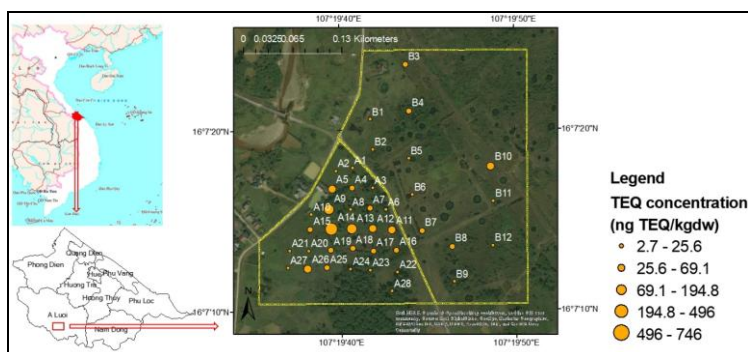 107°19'40"E
107°19'50"E
0 0.0325 0.065 0.13 Kilometers
B3
B4
B1
16°7'20"N
16°7'20"N
B2
B5
A2
A1
B10
A5
A4
A3
B6
B11
A9
A8
A7
A6
A10
A15
A14
A13
A12
A11
B7
B8
B12
A21
A20
A19
A18
A17
A16
A27
A26
A25
A24
A23
A22
B9
A28
16°7'10"N
16°7'10"N
N
107°19'40"E
107°19'50"E
Phong Dien
Quang Dien
Hue
Phu Vang
Huong Tra
Huong Thuy
Phu Loc
A Luoi
Nam Dong
Legend
TEQ concentration
(ng TEQ/kgdw)
2.7 - 25.6
25.6 - 69.1
69.1 - 194.8
194.8 - 496
496 - 746